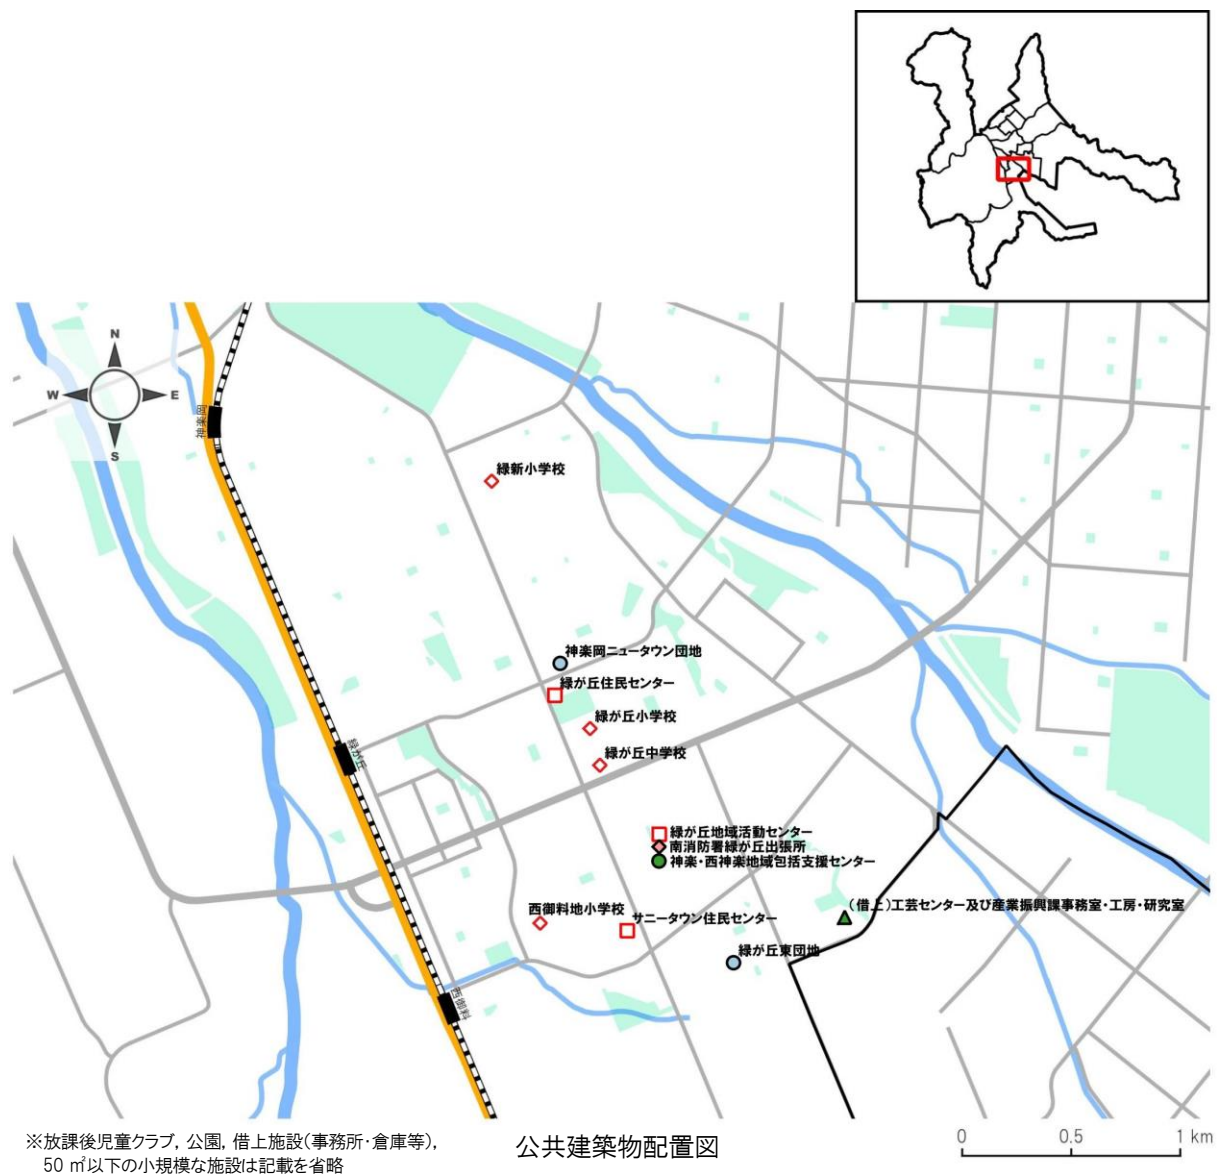 N
W
E
S
神楽岡
緑新小学校
神楽岡ニュータウン団地
緑が丘住民センター
緑が丘小学校
緑が丘
緑が丘中学校
緑が丘地域活動センター
南消防署緑が丘出張所
神楽・西神楽地域包括支援センター
(借上)工芸センター及び産業振興課事務室・工房・研究室
西御料地小学校
サニータウン住民センター
緑が丘東団地
西御料
※放課後児童クラブ, 公園, 借上施設(事務所・倉庫等),
50 ㎡以下の小規模な施設は記載を省略
公共建築物配置図
0
0.5
1 km